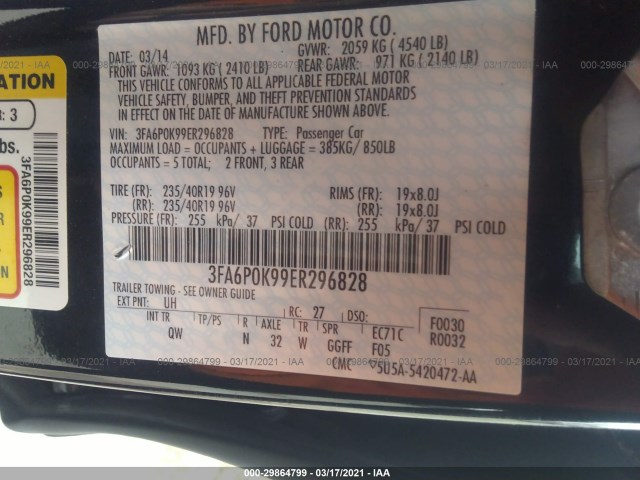 MFD. BY FORD MOTOR CO.
DATE: 03/14 GVWR: 2059 KG ( 4540 LB)
FRONT GAWR: 1093 KG ( 2410 LB) REAR GAWR: 971 KG ( 2140 LB)
THIS VEHICLE CONFORMS TO ALL APPLICABLE FEDERAL MOTOR
VEHICLE SAFETY, BUMPER, AND THEFT PREVENTION STANDARDS
IN EFFECT ON THE DATE OF MANUFACTURE SHOWN ABOVE.
VIN: 3FA6P0K99ER296828 TYPE: Passenger Car
MAXIMUM LOAD = OCCUPANTS + LUGGAGE = 385KG/ 850LB
OCCUPANTS = 5 TOTAL; 2 FRONT, 3 REAR
TIRE (FR): 235/40R19 96V RIMS (FR): 19x8.0J
(RR): 235/40R19 96V (RR): 19x8.0J
PRESSURE (FR): 255 kPa/ 37 PSI COLD (RR): 255 kPa/ 37 PSI COLD
3FA6P0K99ER296828
TRAILER TOWING - SEE OWNER GUIDE
EXT PNT: UH RC: 27 DSO:
INT TR TP/PS R AXLE TR SPR EC71C F0030
QW N 32 W GGFF F05 R0032
CMC V5U5A-5420472-AA
ATION
R: 3
bs.
3FA6P0K99ER296828
000-29864799 — 03/17/2021 — IAA